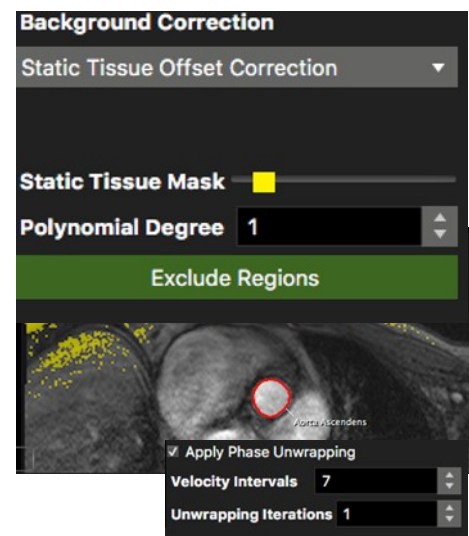 Background Correction
Static Tissue Offset Correction
Static Tissue Mask
Polynomial Degree 1
Exclude Regions
Aorta Ascendens
Apply Phase Unwrapping
Velocity Intervals 7
Unwrapping Iterations 1